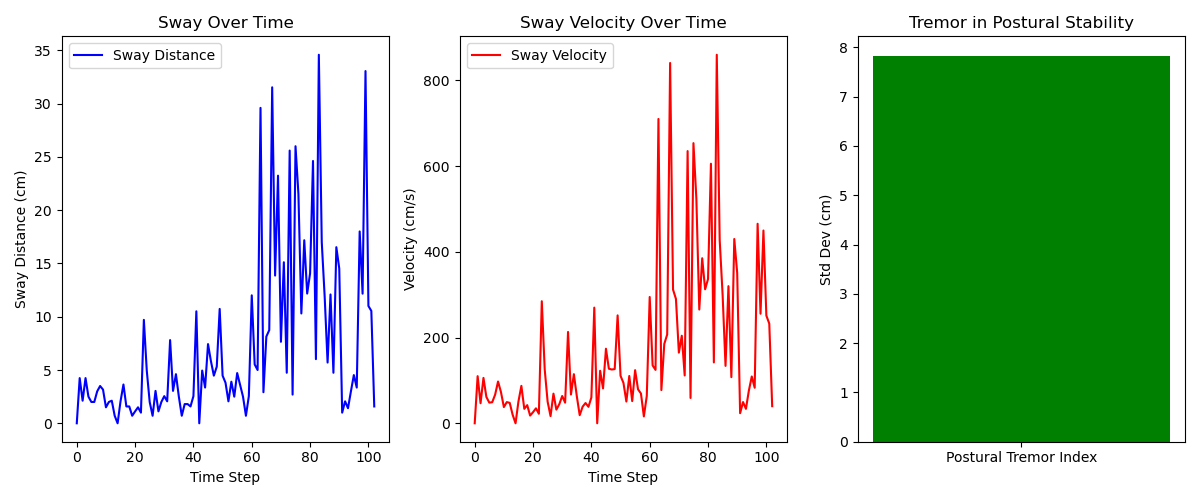 Sway Over Time
Sway Distance
Sway Distance (cm)
35
30
25
20
15
10
5
0
0 20 40 60 80 100
Time Step
Sway Velocity Over Time
Sway Velocity
Velocity (cm/s)
800
600
400
200
0
0 20 40 60 80 100
Time Step
Tremor in Postural Stability
Std Dev (cm)
8
7
6
5
4
3
2
1
0
Postural Tremor Index